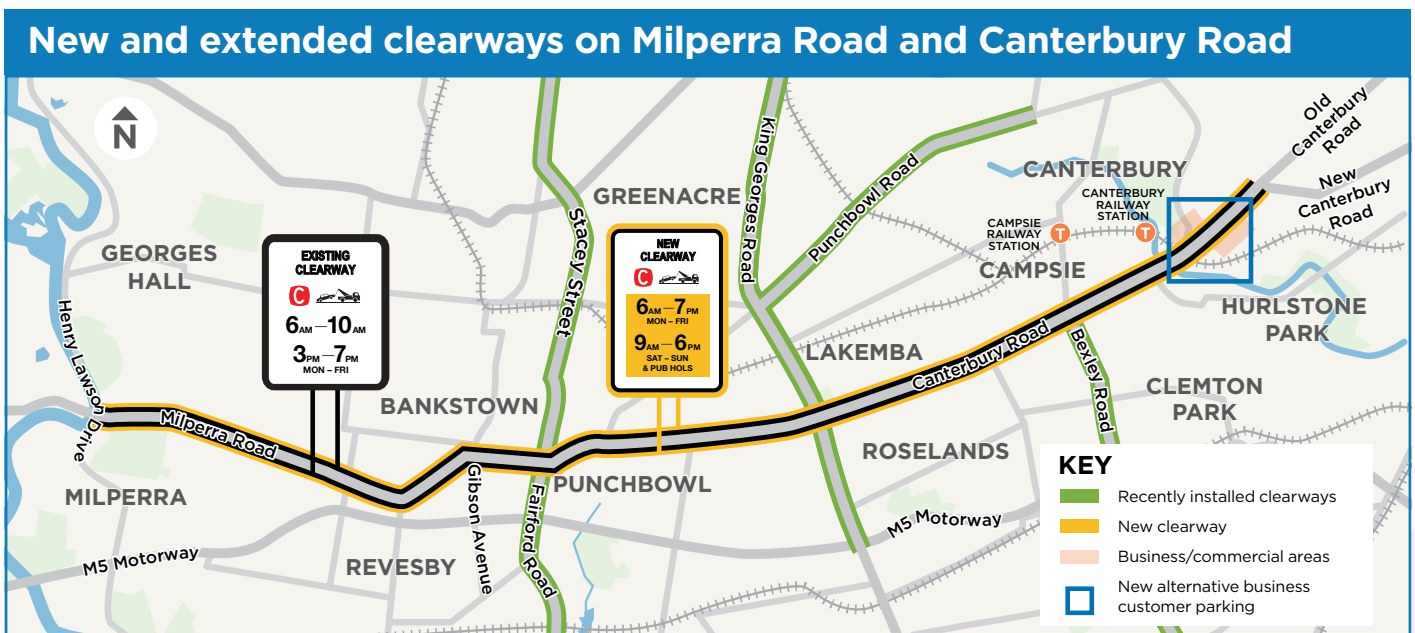 New and extended clearways on Milperra Road and Canterbury Road
N
Old
Canterbury
Road
New
Canterbury
Road
CANTERBURY
CANTERBURY
RAILWAY
STATION
T
CAMPSIE
RAILWAY
STATION
T
CAMPSIE
King Georges Road
Punchbowl Road
GREENACRE
Stacey Street
GEORGES
HALL
EXISTING
CLEARWAY
C
6AM – 10AM
3PM – 7PM
MON – FRI
NEW
CLEARWAY
C
6AM – 7PM
MON – FRI
9AM – 6PM
SAT – SUN
& PUB HOLS
HURLSTONE
PARK
Henry Lawson Drive
LAKEMBA
Canterbury Road
Bexley Road
CLEMTON
PARK
BANKSTOWN
Milperra Road
ROSELANDS
MILPERRA
Gibson Avenue
PUNCHBOWL
Fairford Road
M5 Motorway
M5 Motorway
REVESBY
KEY
Recently installed clearways
New clearway
Business/commercial areas
New alternative business
customer parking